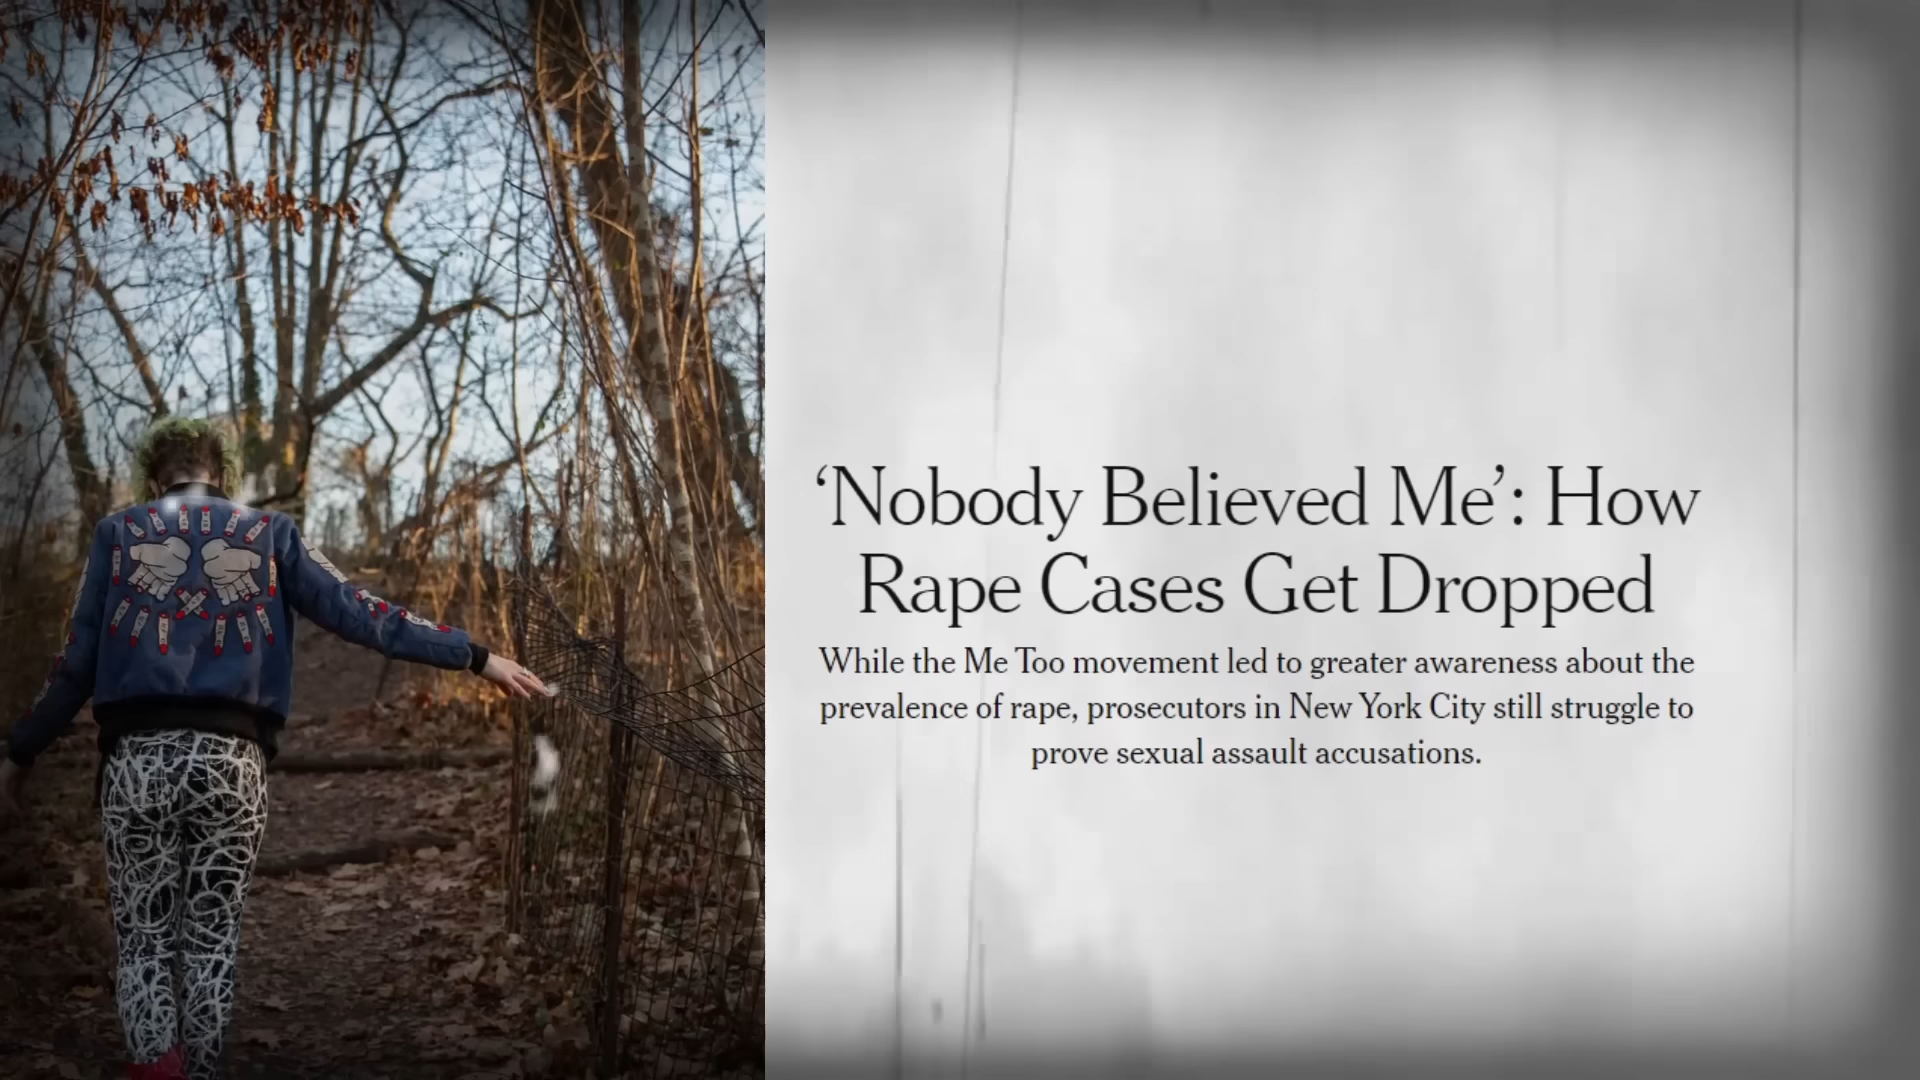 ‘Nobody Believed Me’: How
Rape Cases Get Dropped
While the Me Too movement led to greater awareness about the
prevalence of rape, prosecutors in New York City still struggle to
prove sexual assault accusations.